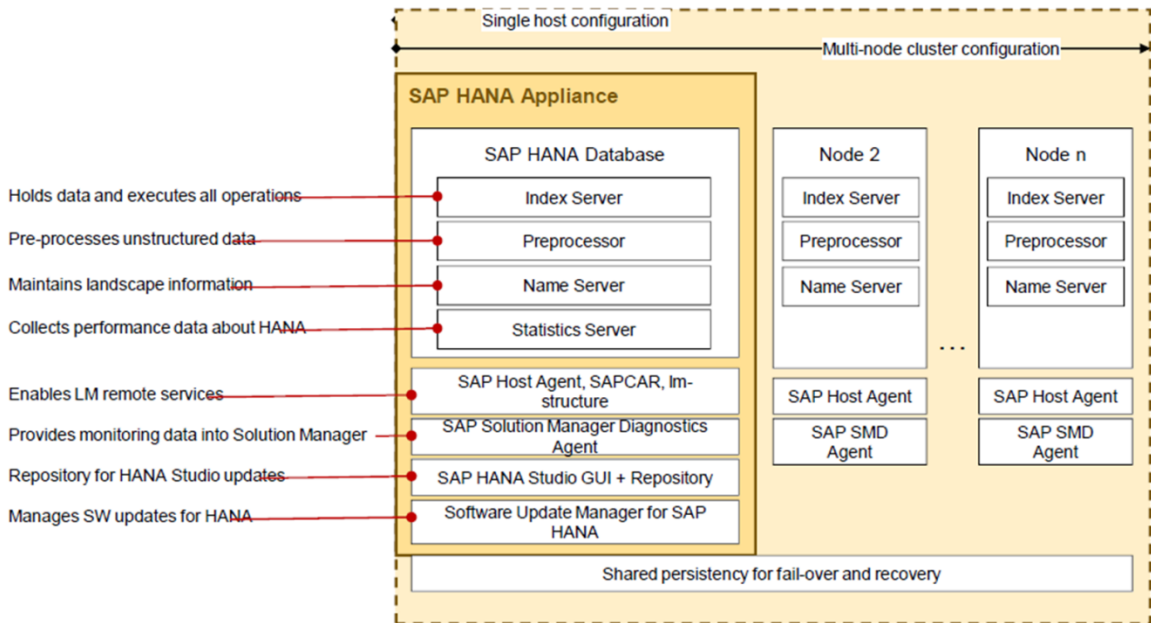 Single host configuration
Multi-node cluster configuration
SAP HANA Appliance
SAP HANA Database
Node 2
Node n
Holds data and executes all operations
Index Server
Index Server
Index Server
Pre-processes unstructured data
Preprocessor
Preprocessor
Preprocessor
Maintains landscape information
Name Server
Name Server
Name Server
Collects performance data about HANA
Statistics Server
...
Enables LM remote services
SAP Host Agent, SAPCAR, lm-
structure
SAP Host Agent
SAP Host Agent
Provides monitoring data into Solution Manager
SAP Solution Manager Diagnostics
Agent
SAP SMD
Agent
SAP SMD
Agent
Repository for HANA Studio updates
SAP HANA Studio GUI + Repository
Manages SW updates for HANA
Software Update Manager for SAP
HANA
Shared persistency for fail-over and recovery